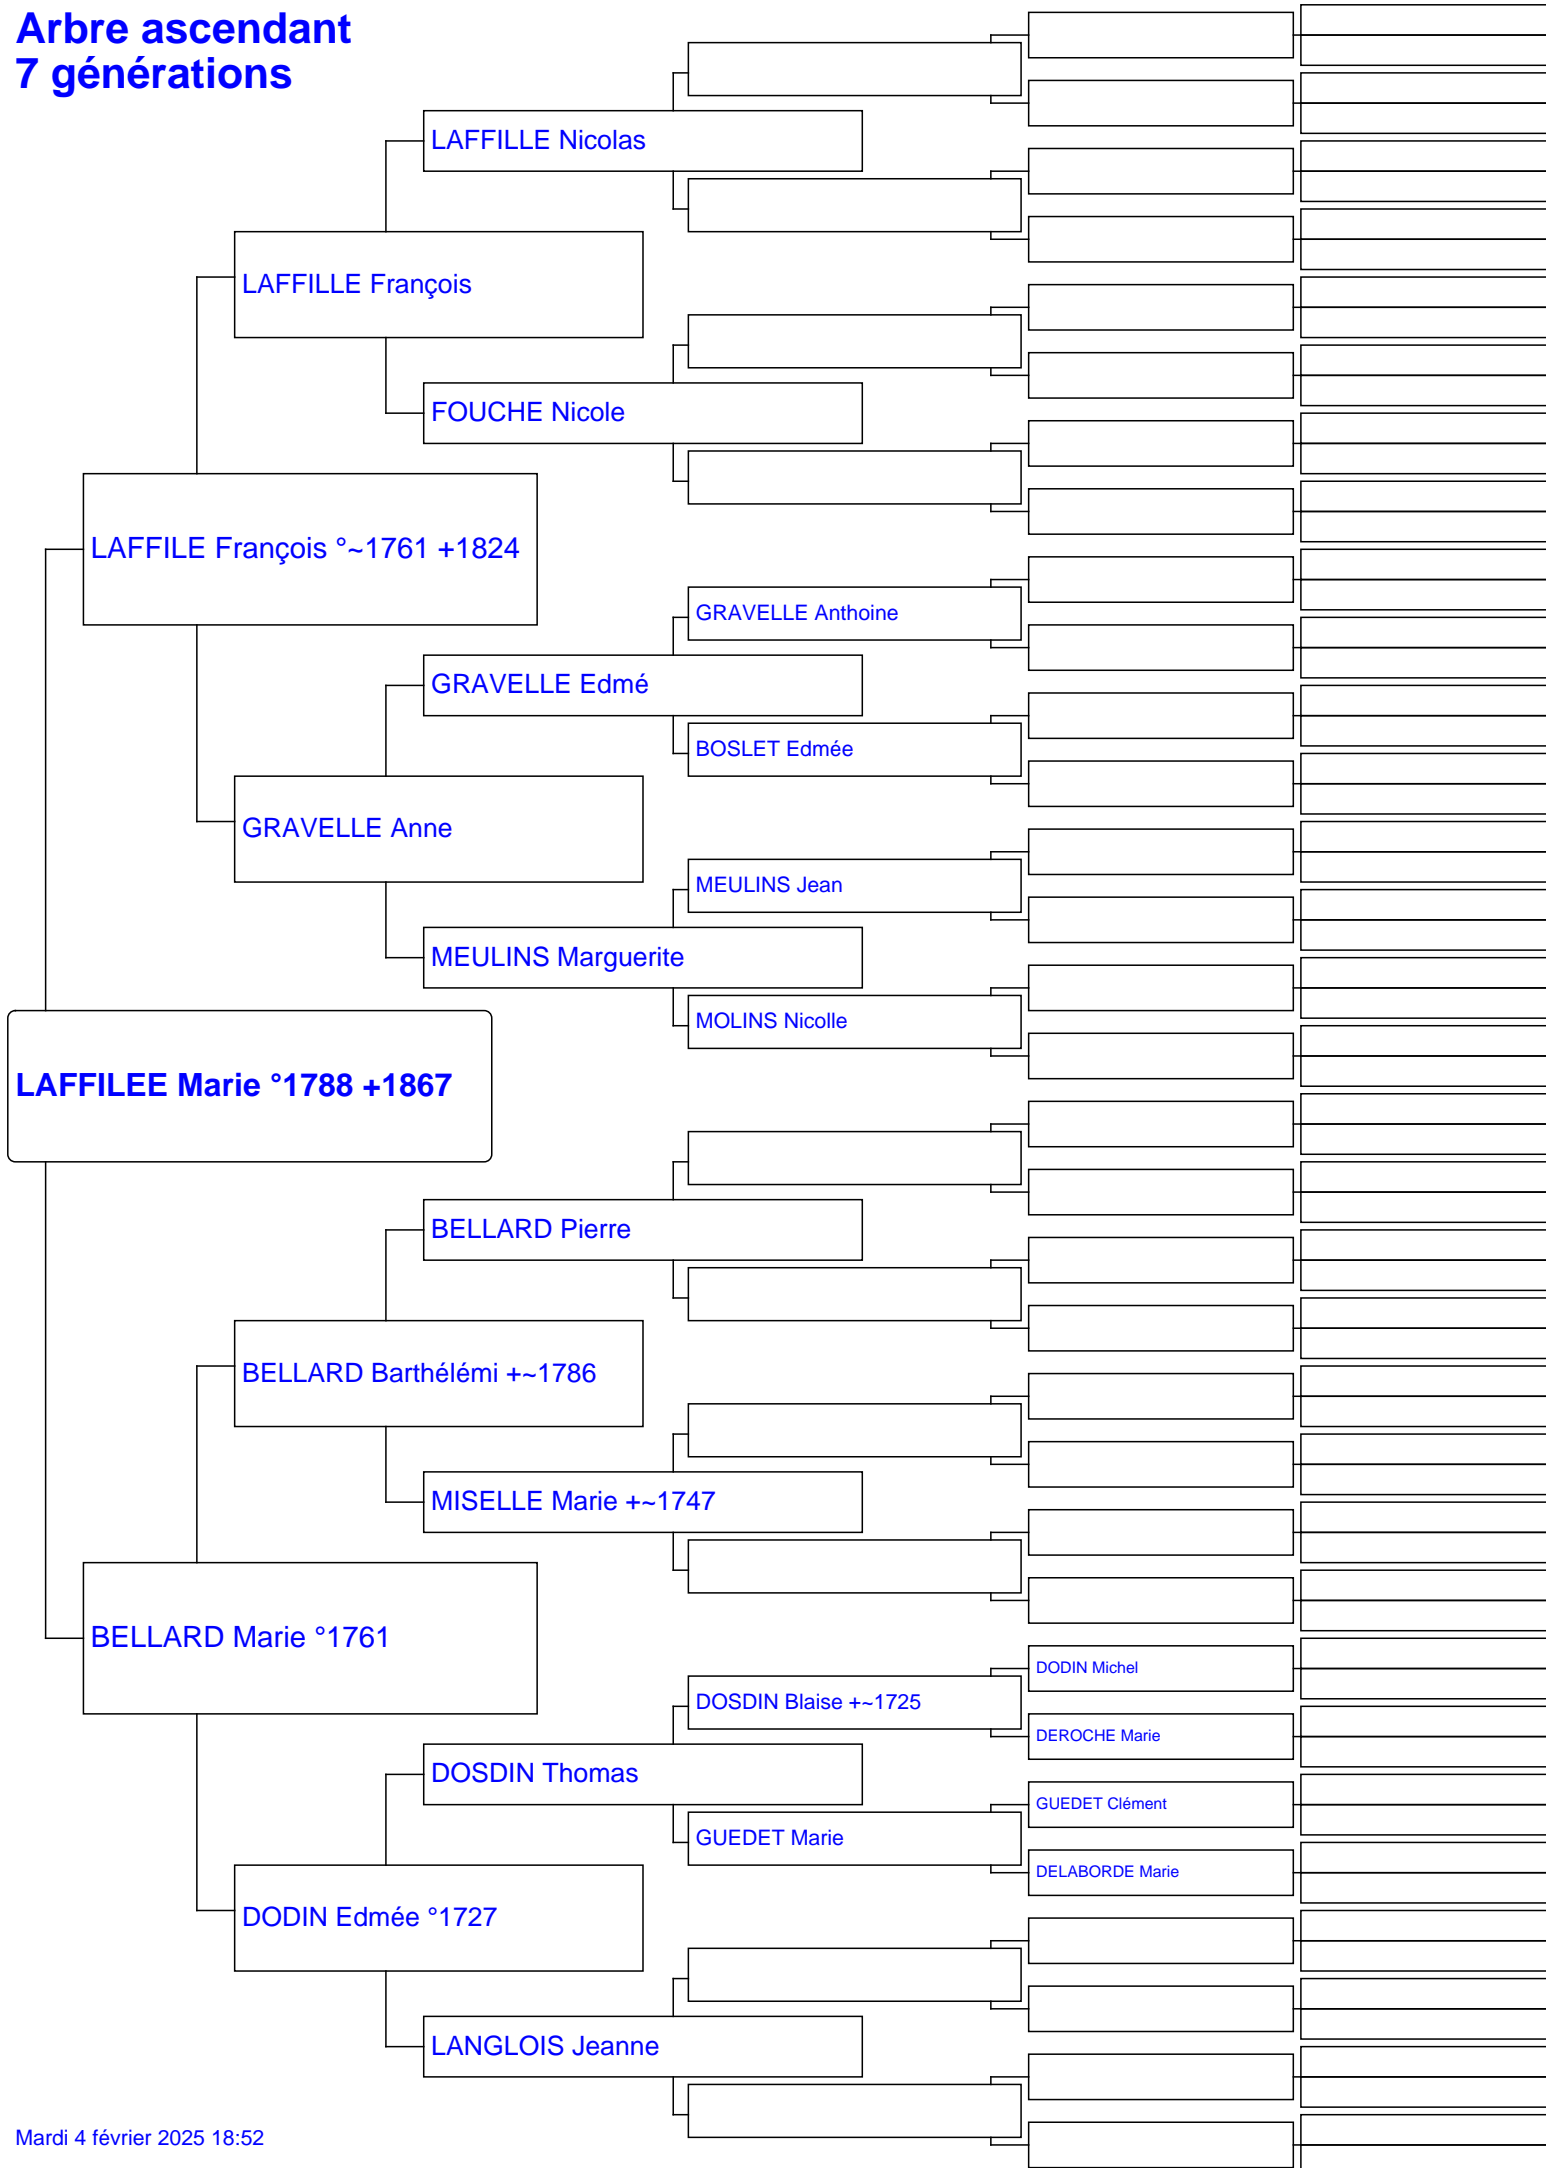 Arbre ascendant
7 générations
LAFFILLE Nicolas
LAFFILLE François
FOUCHE Nicole
LAFFILE François °~1761 +1824
GRAVELLE Anthoine
GRAVELLE Edmé
BOSLET Edmée
GRAVELLE Anne
MEULINS Jean
MEULINS Marguerite
MOLINS Nicolle
LAFFILEE Marie °1788 +1867
BELLARD Pierre
BELLARD Barthélémi +~1786
MISELLE Marie +~1747
BELLARD Marie °1761
DODIN Michel
DOSDIN Blaise +~1725
DEROCHE Marie
DOSDIN Thomas
GUEDET Clément
GUEDET Marie
DELABORDE Marie
DODIN Edmée °1727
LANGLOIS Jeanne
Mardi 4 février 2025 18:52